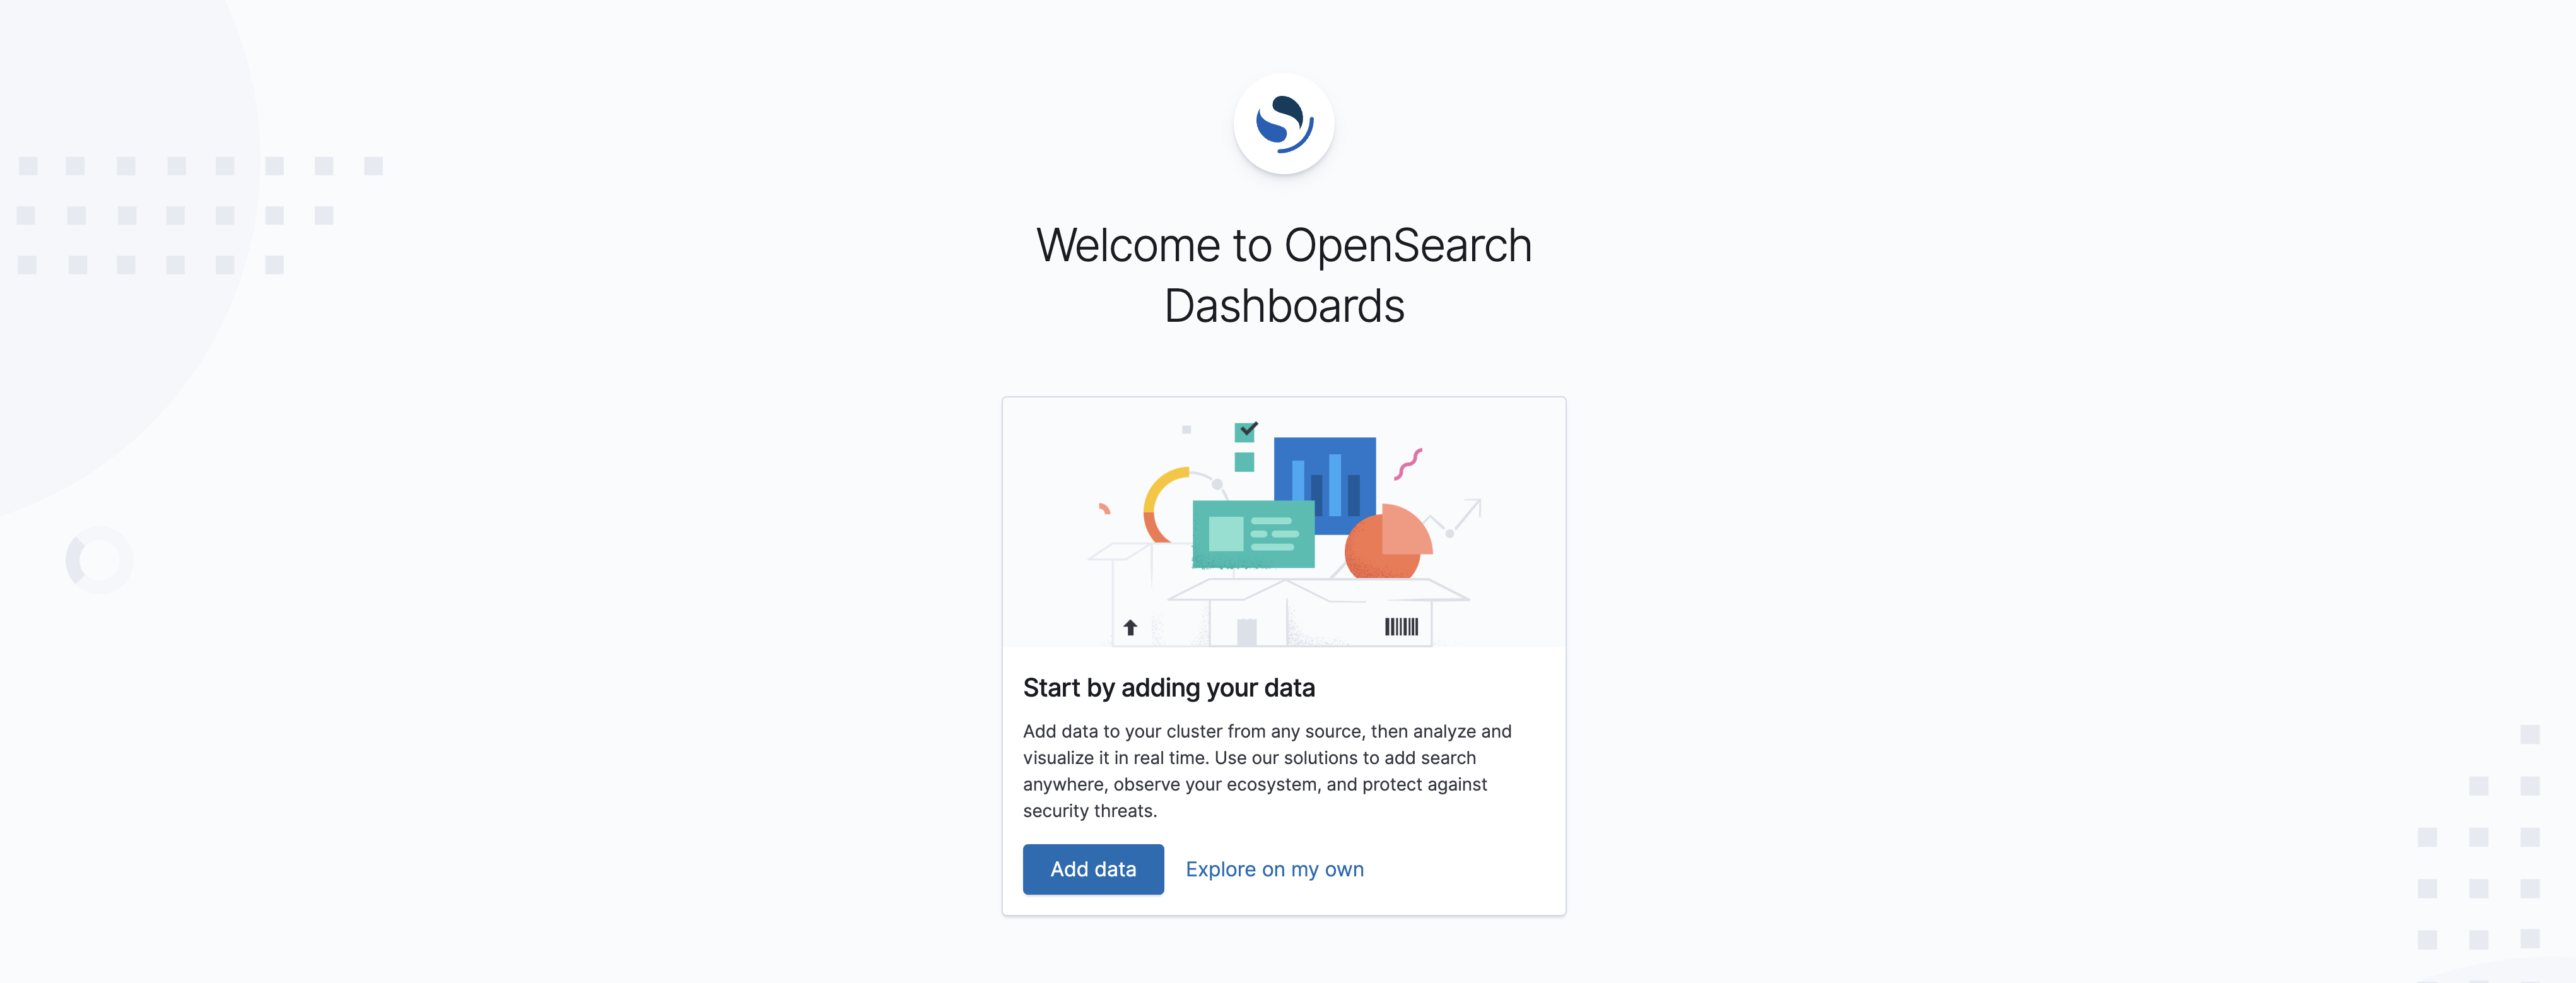 Welcome to OpenSearch
Dashboards
Start by adding your data
Add data to your cluster from any source, then analyze and
visualize it in real time. Use our solutions to add search
anywhere, observe your ecosystem, and protect against
security threats.
Add data
Explore on my own